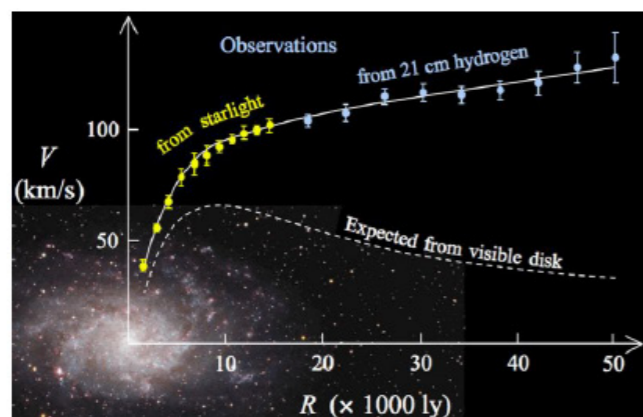 Observations
from 21 cm hydrogen
from starlight
100
V
(km/s)
50
Expected from visible disk
10
20
30
40
50
R (× 1000 ly)